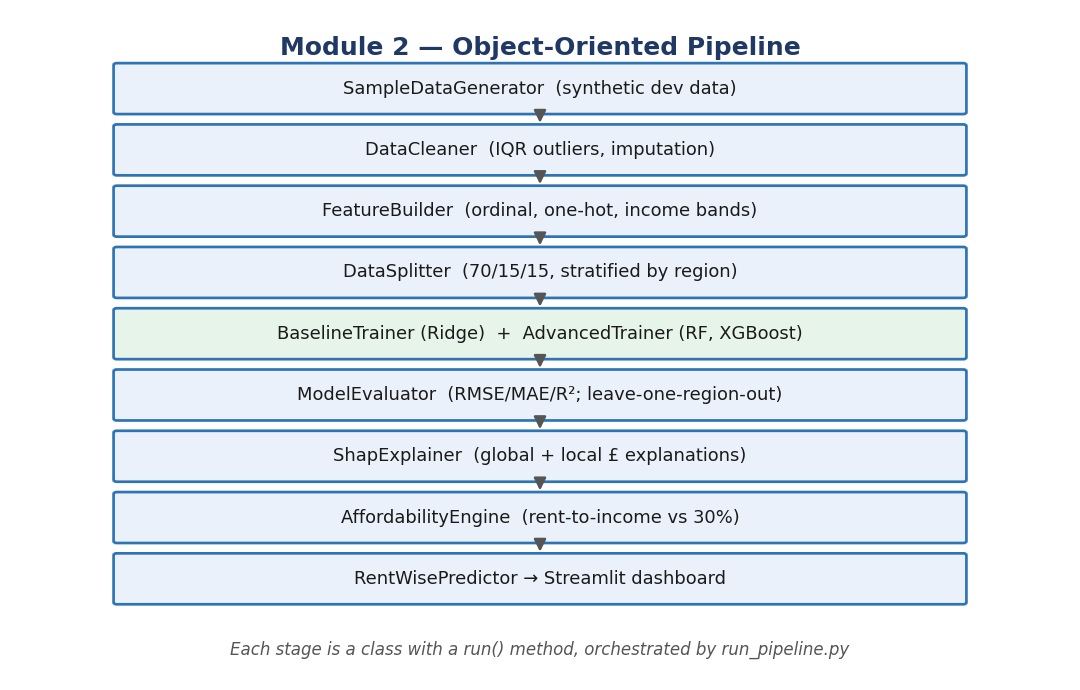 Module 2 — Object-Oriented Pipeline
SampleDataGenerator (synthetic dev data)
DataCleaner (IQR outliers, imputation)
FeatureBuilder (ordinal, one-hot, income bands)
DataSplitter (70/15/15, stratified by region)
BaselineTrainer (Ridge) + AdvancedTrainer (RF, XGBoost)
ModelEvaluator (RMSE/MAE/R²; leave-one-region-out)
ShapExplainer (global + local £ explanations)
AffordabilityEngine (rent-to-income vs 30%)
RentWisePredictor → Streamlit dashboard
Each stage is a class with a run() method, orchestrated by run_pipeline.py